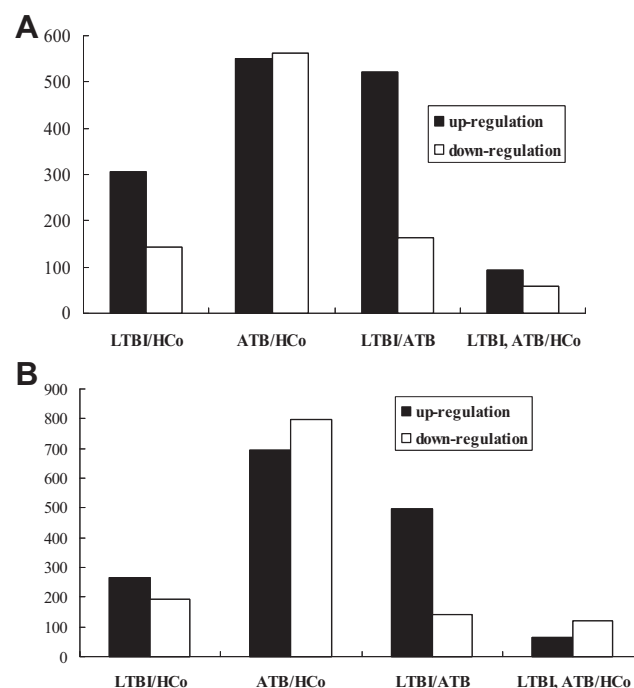 A
600
500
400
300
200
100
0
up-regulation
down-regulation
LTBI/HCo ATB/HCo LTBI/ATB LTBI, ATB/HCo
B
900
800
700
600
500
400
300
200
100
0
up-regulation
down-regulation
LTBI/HCo ATB/HCo LTBI/ATB LTBI, ATB/HCo